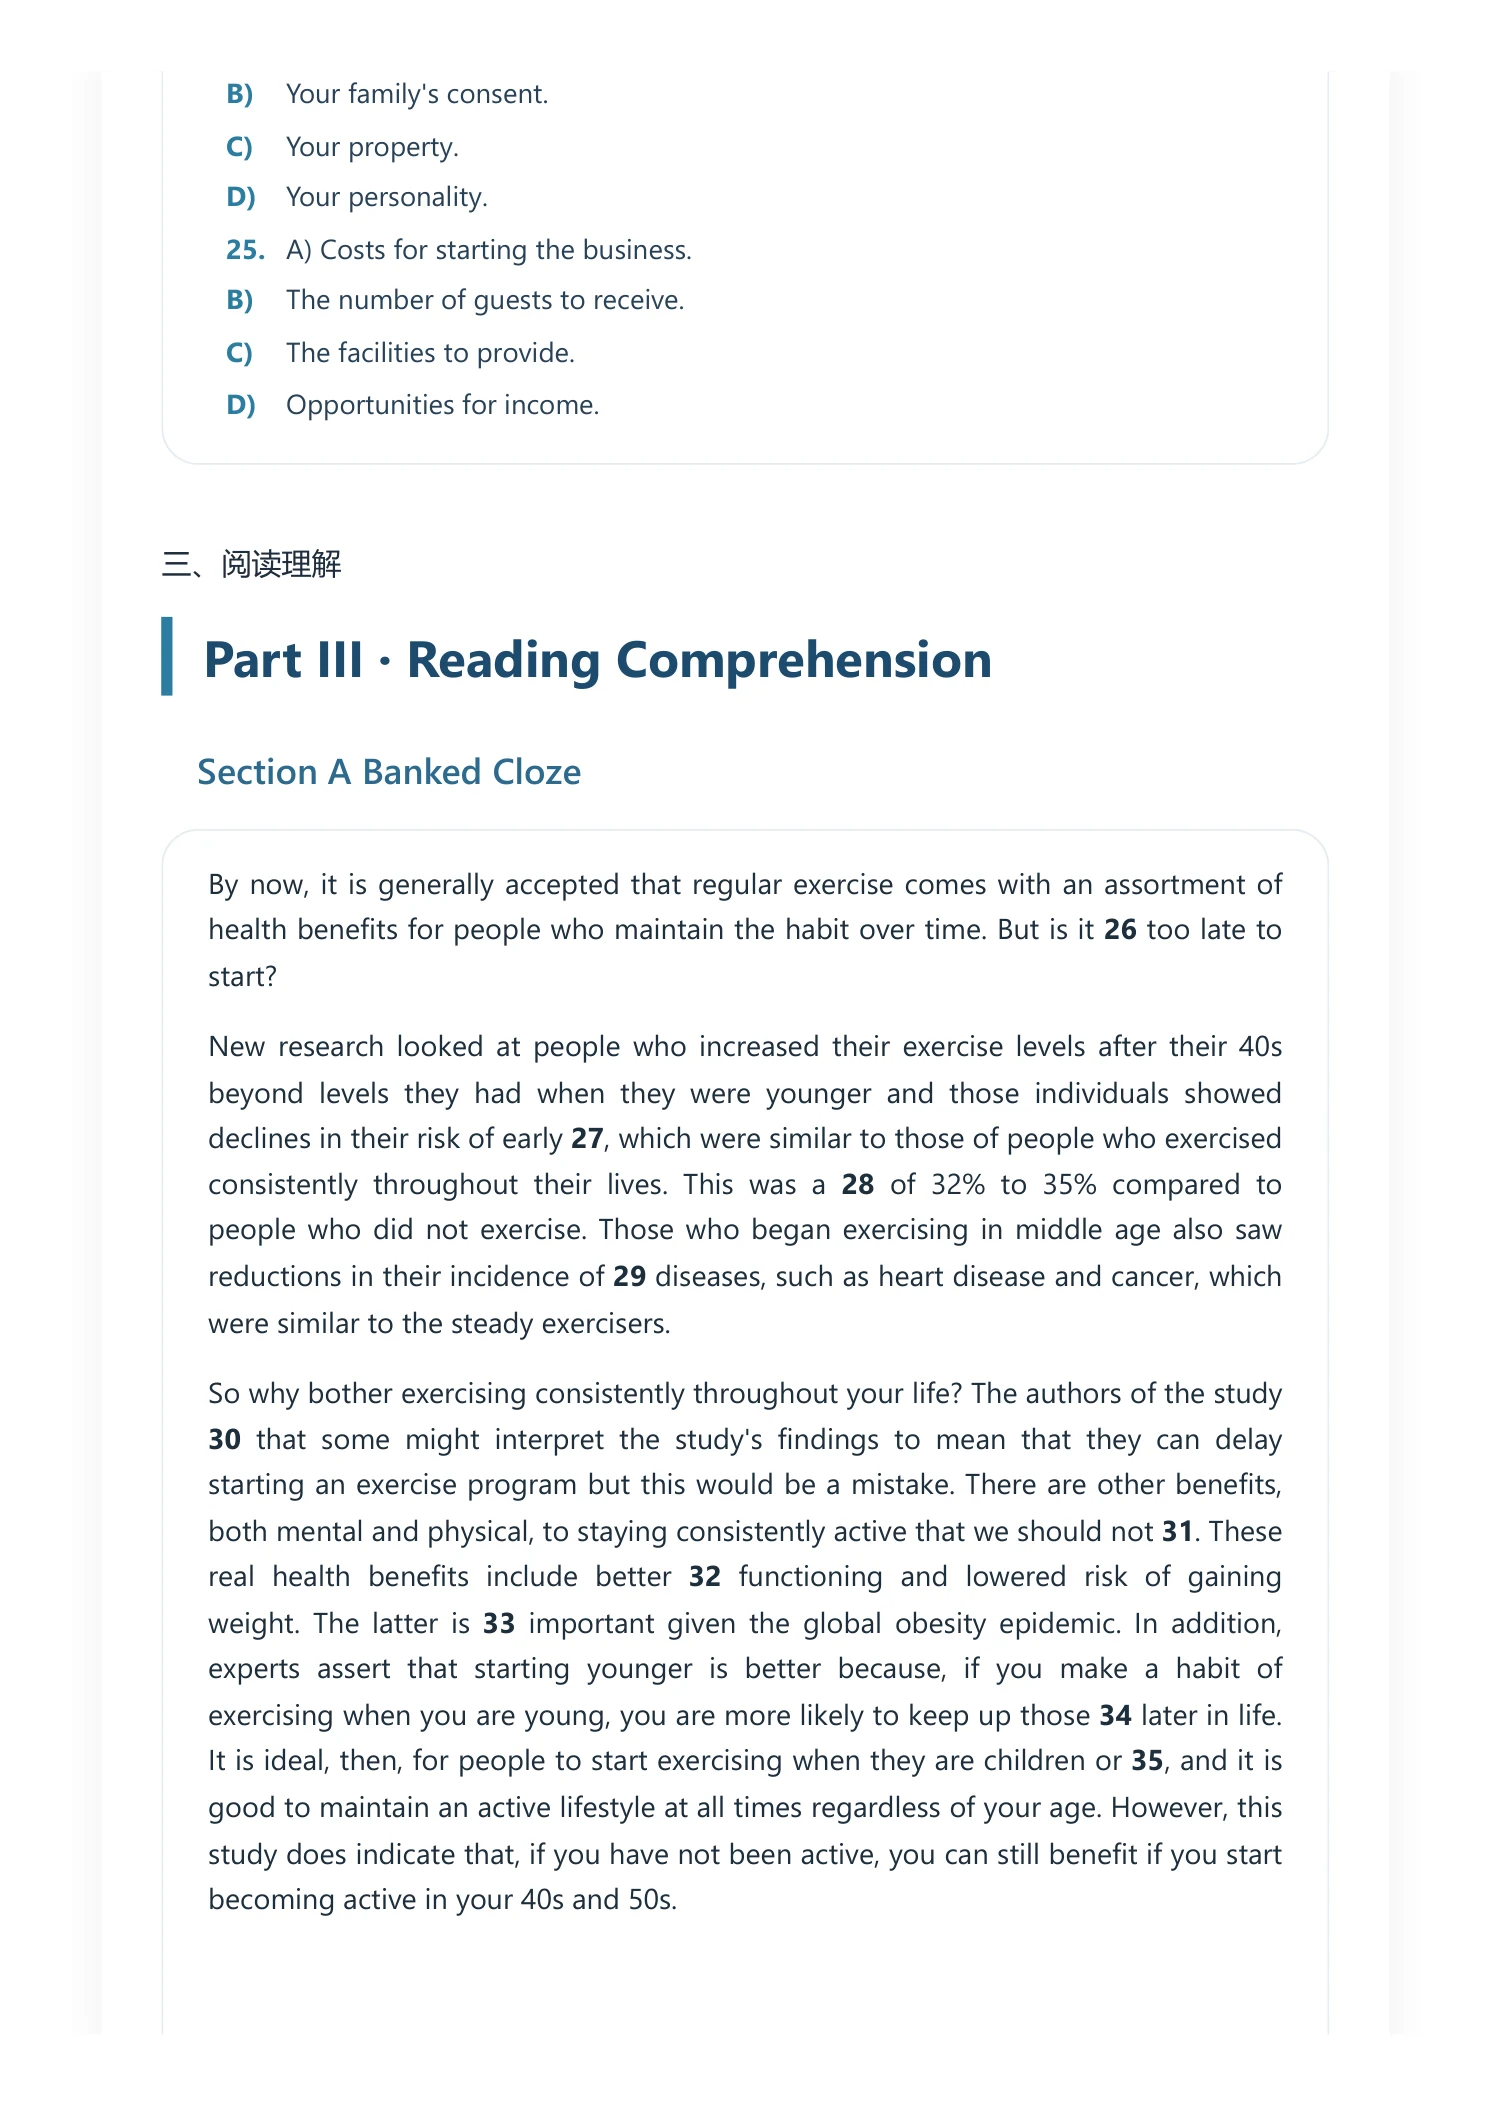 B) Your family's consent.
C) Your property.
D) Your personality.
25. A) Costs for starting the business.
B) The number of guests to receive.
C) The facilities to provide.
D) Opportunities for income.
三、阅读理解
Part III · Reading Comprehension
Section A Banked Cloze
By now, it is generally accepted that regular exercise comes with an assortment of
health benefits for people who maintain the habit over time. But is it 26 too late to
start?
New research looked at people who increased their exercise levels after their 40s
beyond levels they had when they were younger and those individuals showed
declines in their risk of early 27, which were similar to those of people who exercised
consistently throughout their lives. This was a 28 of 32% to 35% compared to
people who did not exercise. Those who began exercising in middle age also saw
reductions in their incidence of 29 diseases, such as heart disease and cancer, which
were similar to the steady exercisers.
So why bother exercising consistently throughout your life? The authors of the study
30 that some might interpret the study's findings to mean that they can delay
starting an exercise program but this would be a mistake. There are other benefits,
both mental and physical, to staying consistently active that we should not 31. These
real health benefits include better 32 functioning and lowered risk of gaining
weight. The latter is 33 important given the global obesity epidemic. In addition,
experts assert that starting younger is better because, if you make a habit of
exercising when you are young, you are more likely to keep up those 34 later in life.
It is ideal, then, for people to start exercising when they are children or 35, and it is
good to maintain an active lifestyle at all times regardless of your age. However, this
study does indicate that, if you have not been active, you can still benefit if you start
becoming active in your 40s and 50s.